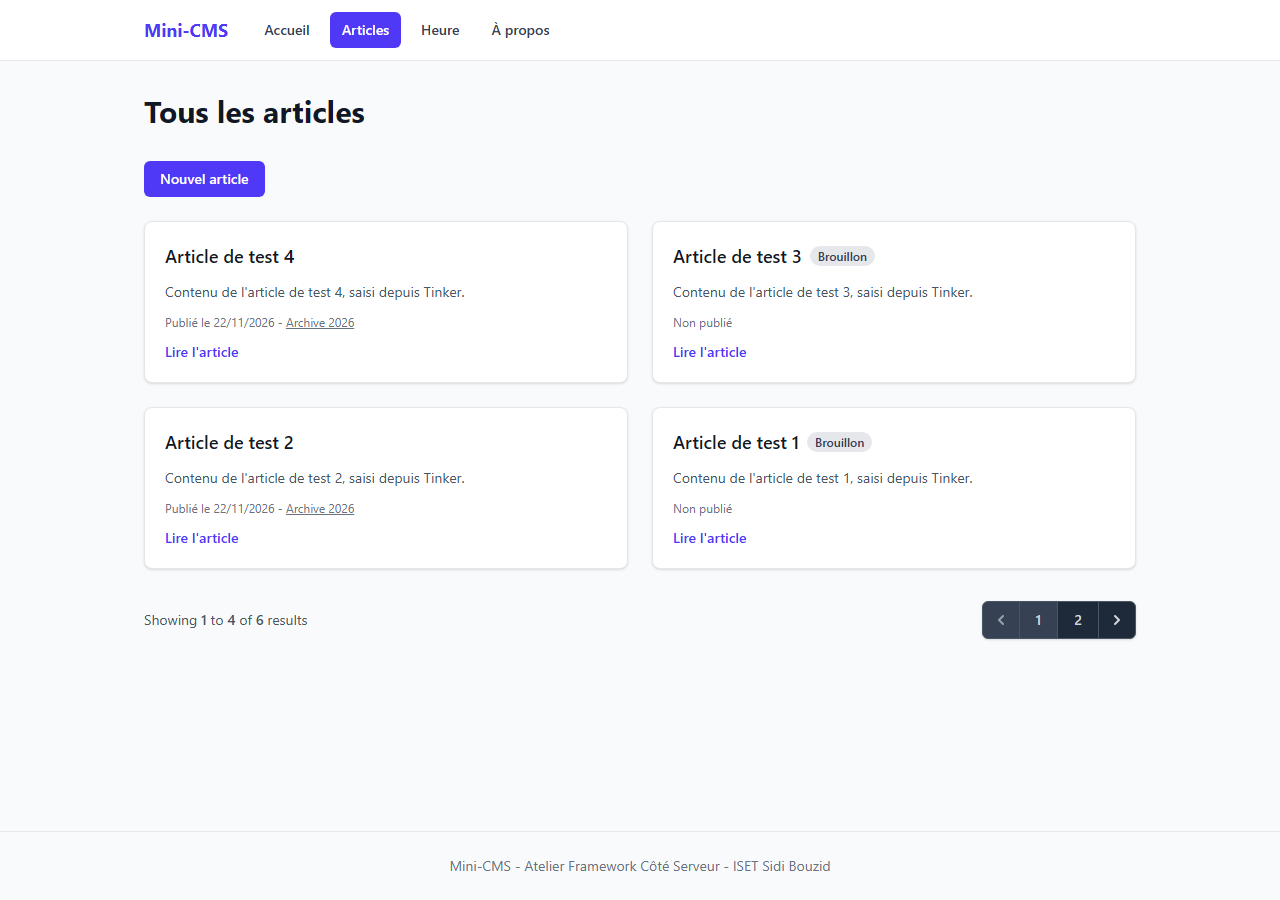 Mini-CMS Accueil Articles Heure À propos
Tous les articles
Nouvel article
Article de test 4
Contenu de l'article de test 4, saisi depuis Tinker.
Publié le 22/11/2026 - Archive 2026
Lire l'article
Article de test 3 Brouillon
Contenu de l'article de test 3, saisi depuis Tinker.
Non publié
Lire l'article
Article de test 2
Contenu de l'article de test 2, saisi depuis Tinker.
Publié le 22/11/2026 - Archive 2026
Lire l'article
Article de test 1 Brouillon
Contenu de l'article de test 1, saisi depuis Tinker.
Non publié
Lire l'article
Showing 1 to 4 of 6 results
1 2
Mini-CMS - Atelier Framework Côté Serveur - ISET Sidi Bouzid